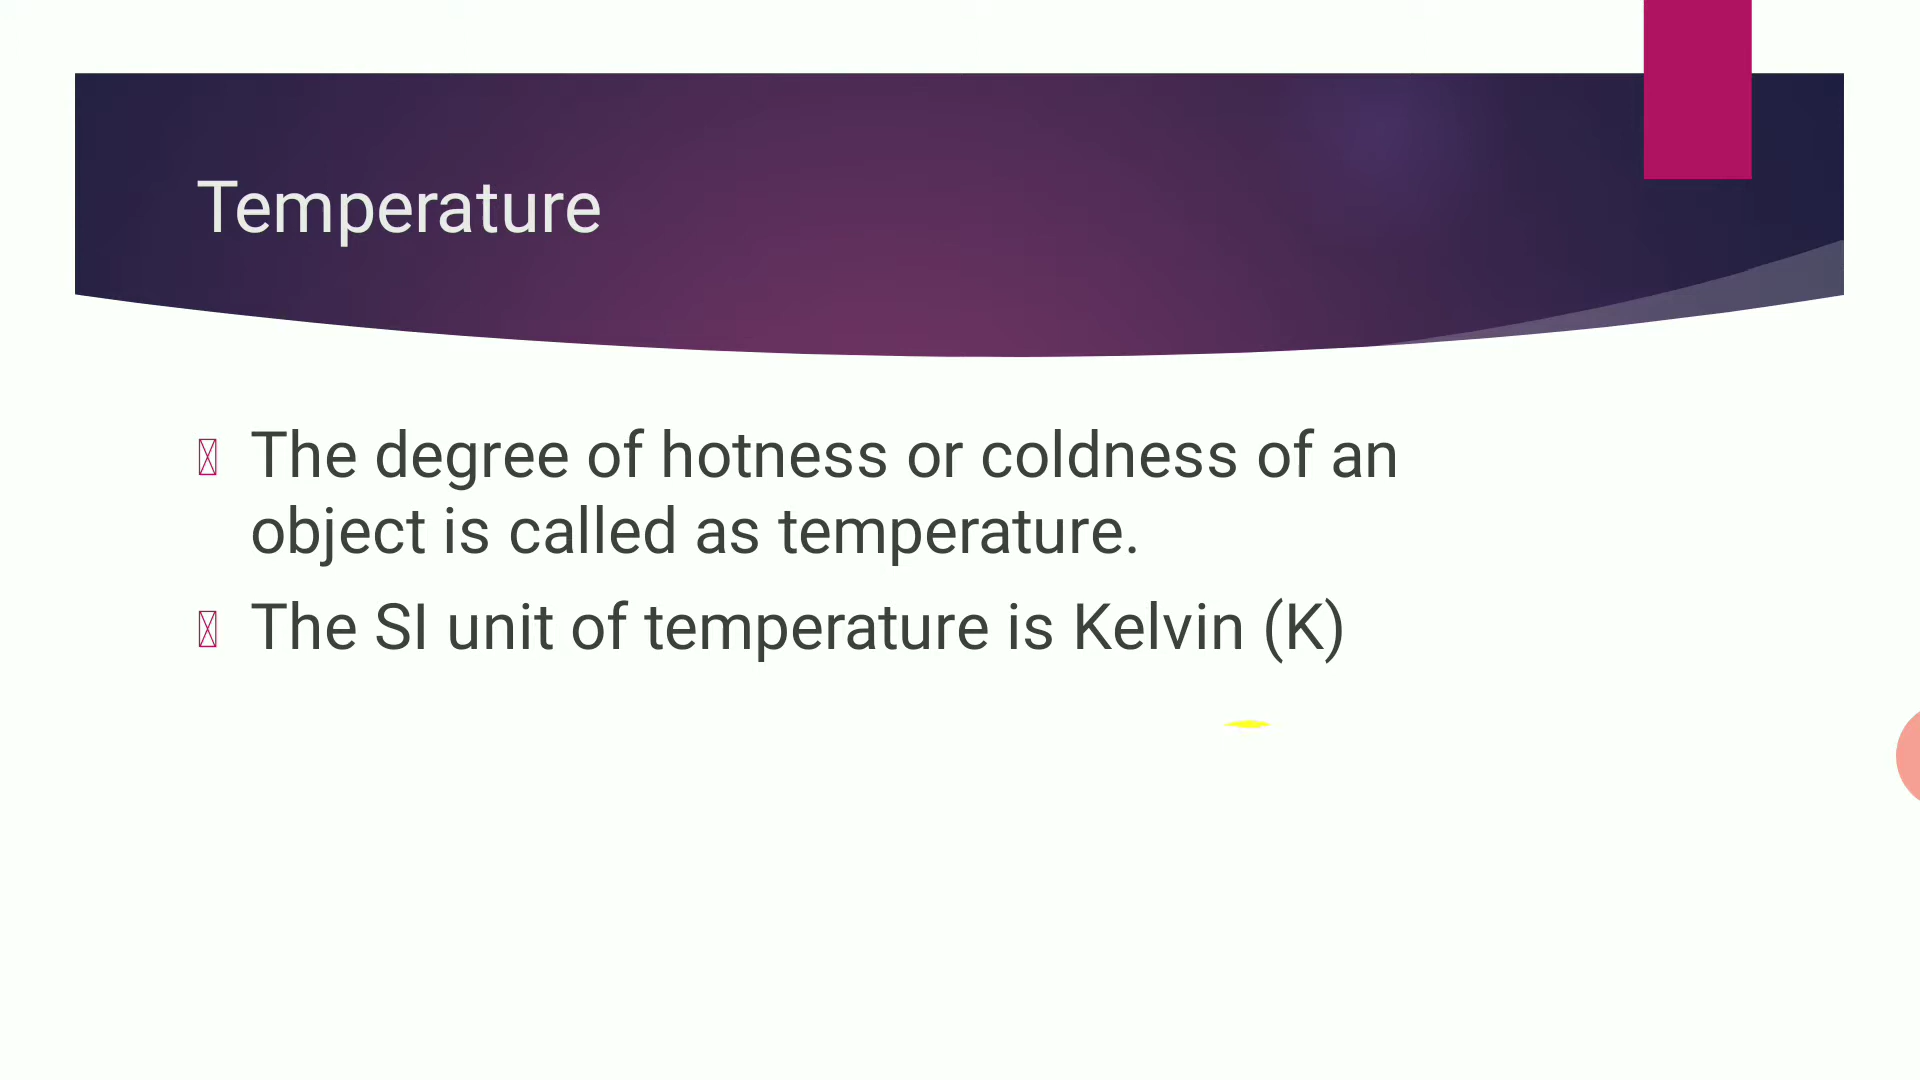 Temperature
The degree of hotness or coldness of an
object is called as temperature.
The SI unit of temperature is Kelvin (K)